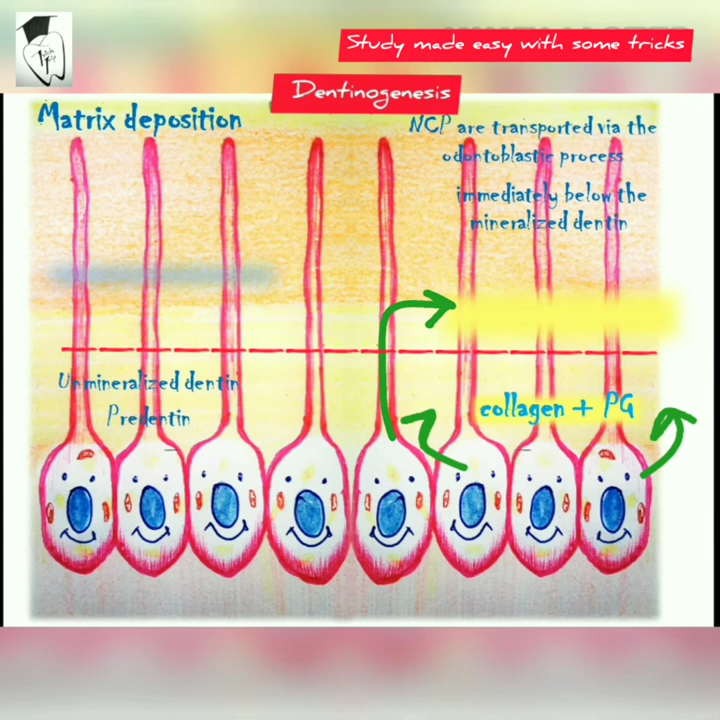 Study made easy with some tricks
Dentinogenesis
Matrix deposition
NCP are transported via the
odontoblastic process
immediately below the
mineralized dentin
Unmineralized dentin
Predentin
collagen + PG